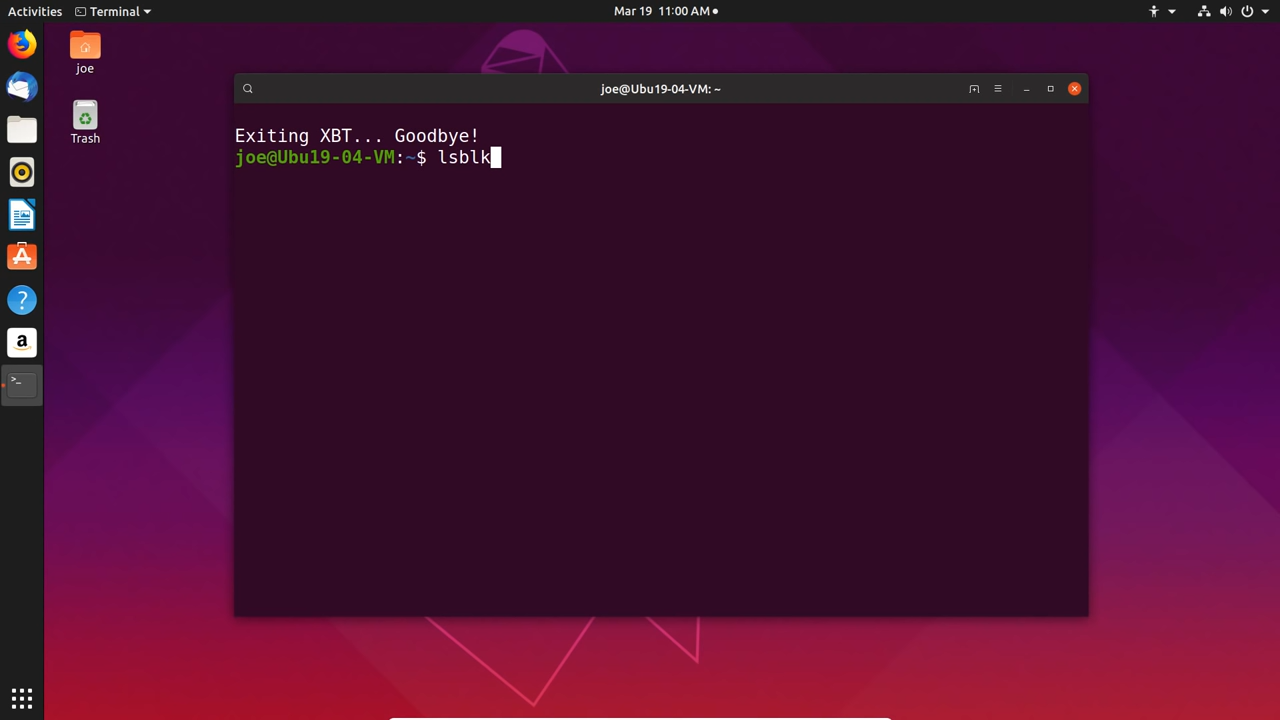 Activities Terminal Mar 19 11:00 AM
joe
Trash
joe@Ubu19-04-VM: ~
Exiting XBT... Goodbye!
joe@Ubu19-04-VM:~$ lsblk